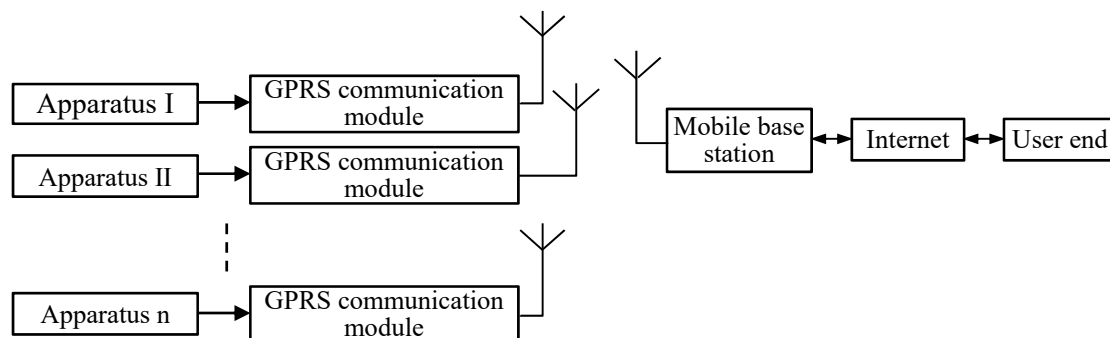 Apparatus I
GPRS communication
module
Apparatus II
GPRS communication
module
Apparatus n
GPRS communication
module
Mobile base
station
Internet
User end